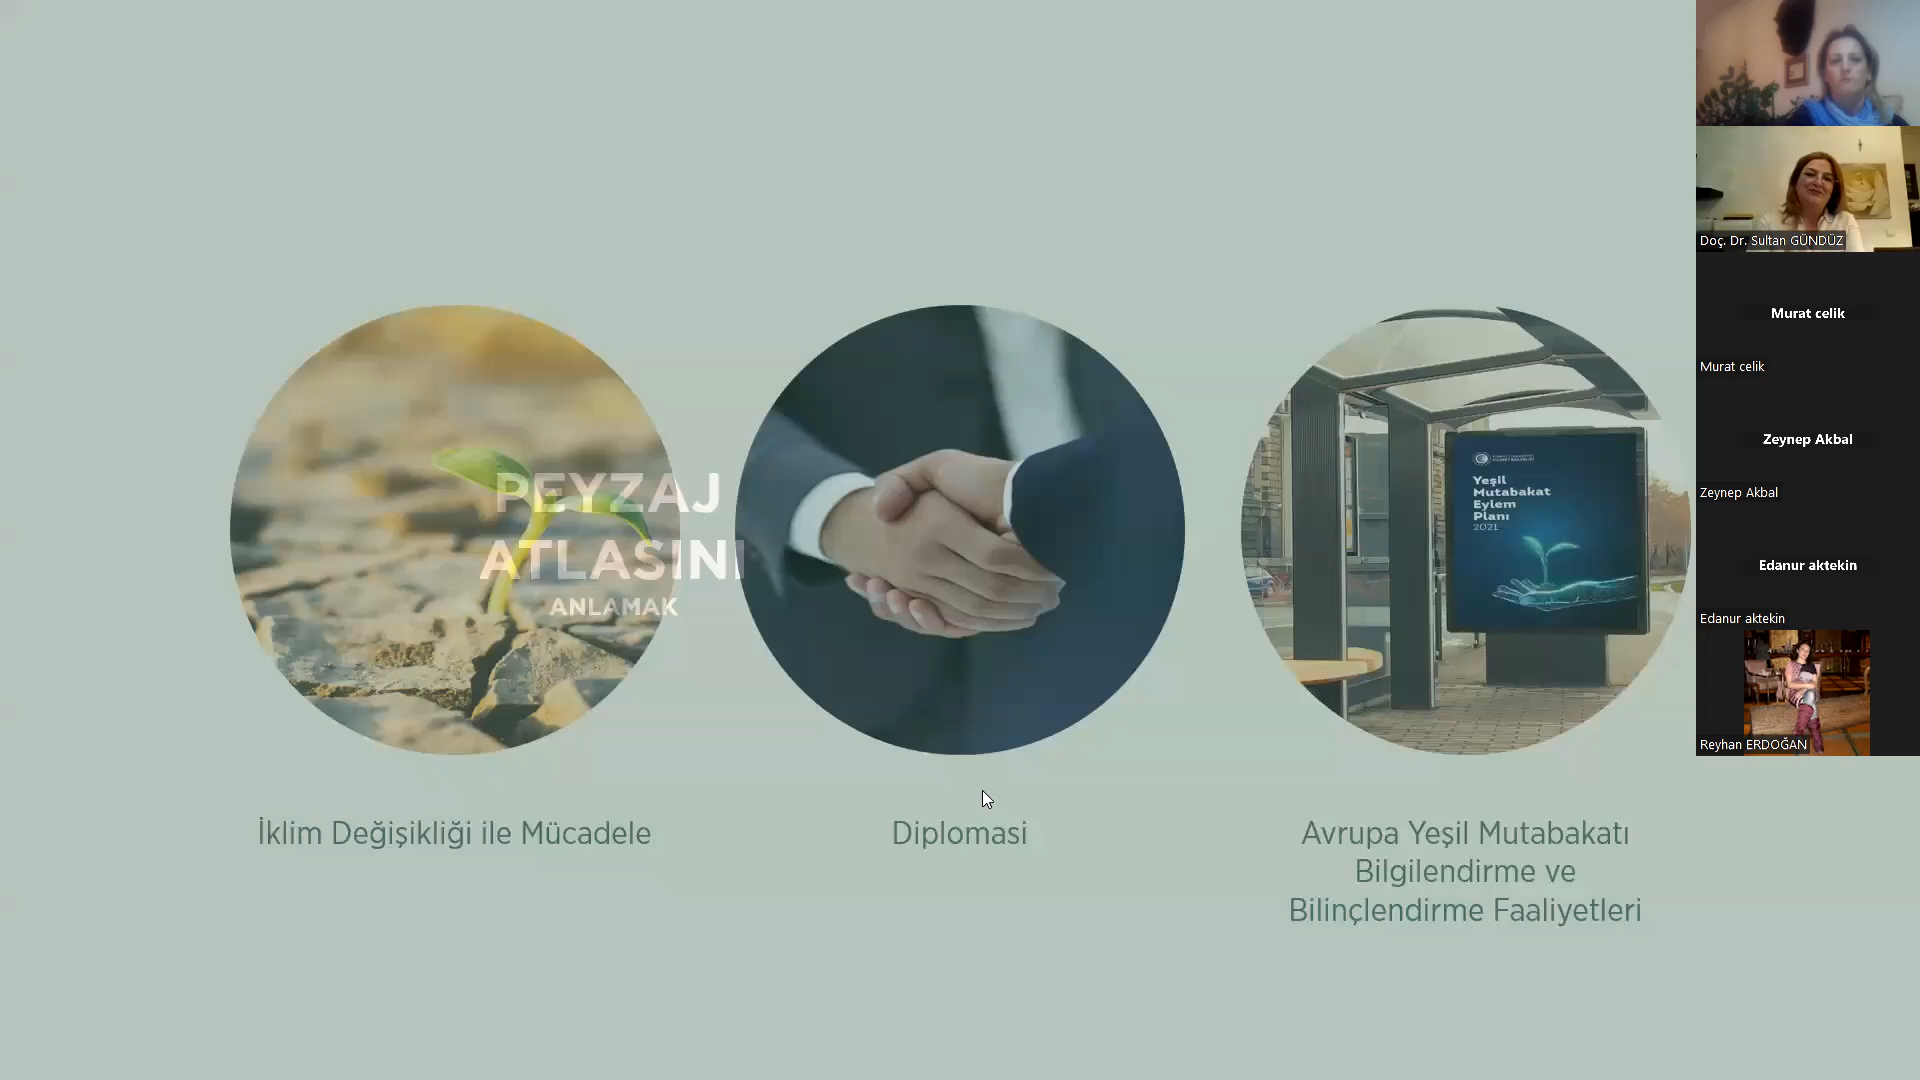 PEYZAJ
ATLASINI
ANLAMAK
Yeşil
Mutabakat
Eylem
Planı
2021
İklim Değişikliği ile Mücadele
Diplomasi
Avrupa Yeşil Mutabakatı
Bilgilendirme ve
Bilinçlendirme Faaliyetleri
Doç. Dr. Sultan GÜNDÜZ
Murat celik
Murat celik
Zeynep Akbal
Zeynep Akbal
Edanur aktekin
Edanur aktekin
Reyhan ERDOĞAN